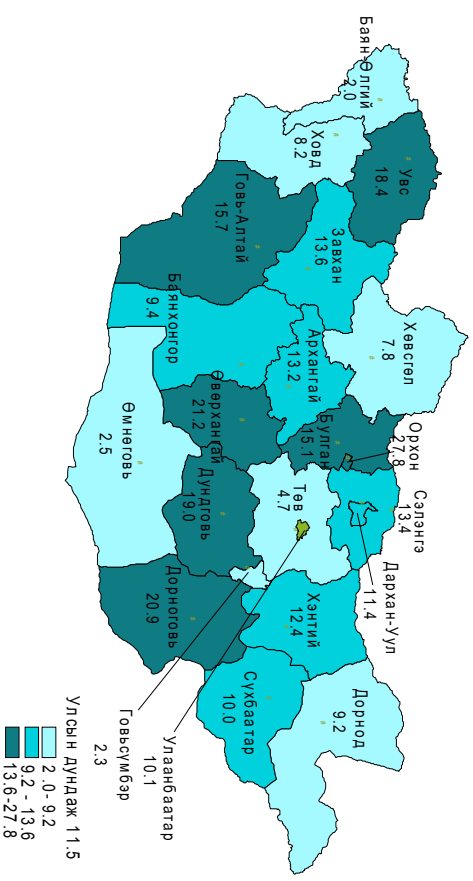 Баян-Өлгий
2.0
Ховд
8.2
Увс
18.4
Говь-Алтай
15.7
Завхан
13.6
Хөвсгөл
7.8
Баянхонгор
9.4
Архангай
13.2
Өмнөговь
2.5
Өвөрхангай
21.2
Булган
15.1
Орхон
27.8
Сэлэнгэ
13.4
Дархан-Уул
11.4
Төв
4.7
Дундговь
19.0
Дорноговь
20.9
Хэнтий
12.4
Сүхбаатар
10.0
Дорнод
9.2
Говьсүмбэр
2.3
Улаанбаатар
10.1
Улсын дундаж 11.5
2 .0- 9.2
9.2 - 13.6
13.6-27.8